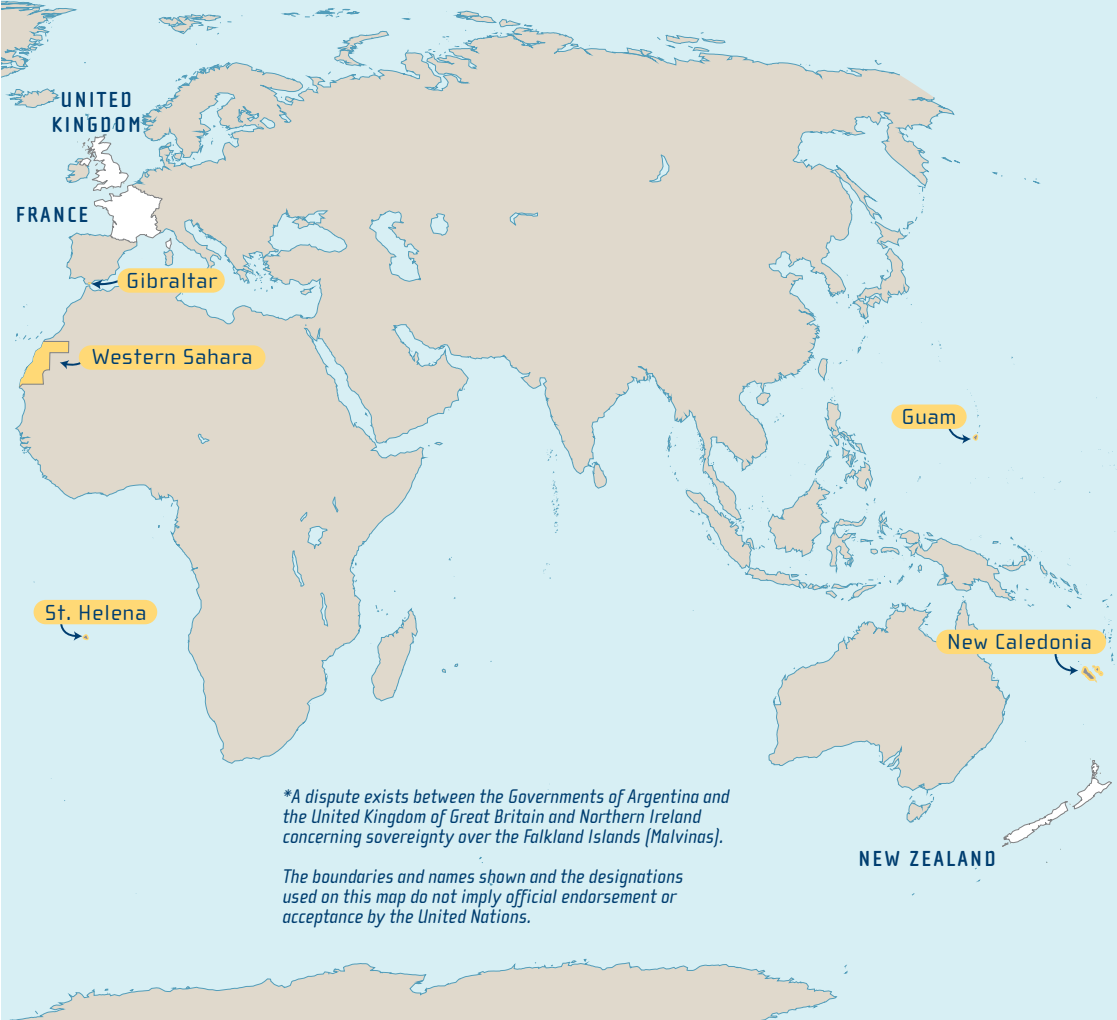 UNITED
KINGDOM
FRANCE
Gibraltar
Western Sahara
Guam
St. Helena
New Caledonia
*A dispute exists between the Governments of Argentina and
the United Kingdom of Great Britain and Northern Ireland
concerning sovereignty over the Falkland Islands (Malvinas).
NEW ZEALAND
The boundaries and names shown and the designations
used on this map do not imply official endorsement or
acceptance by the United Nations.